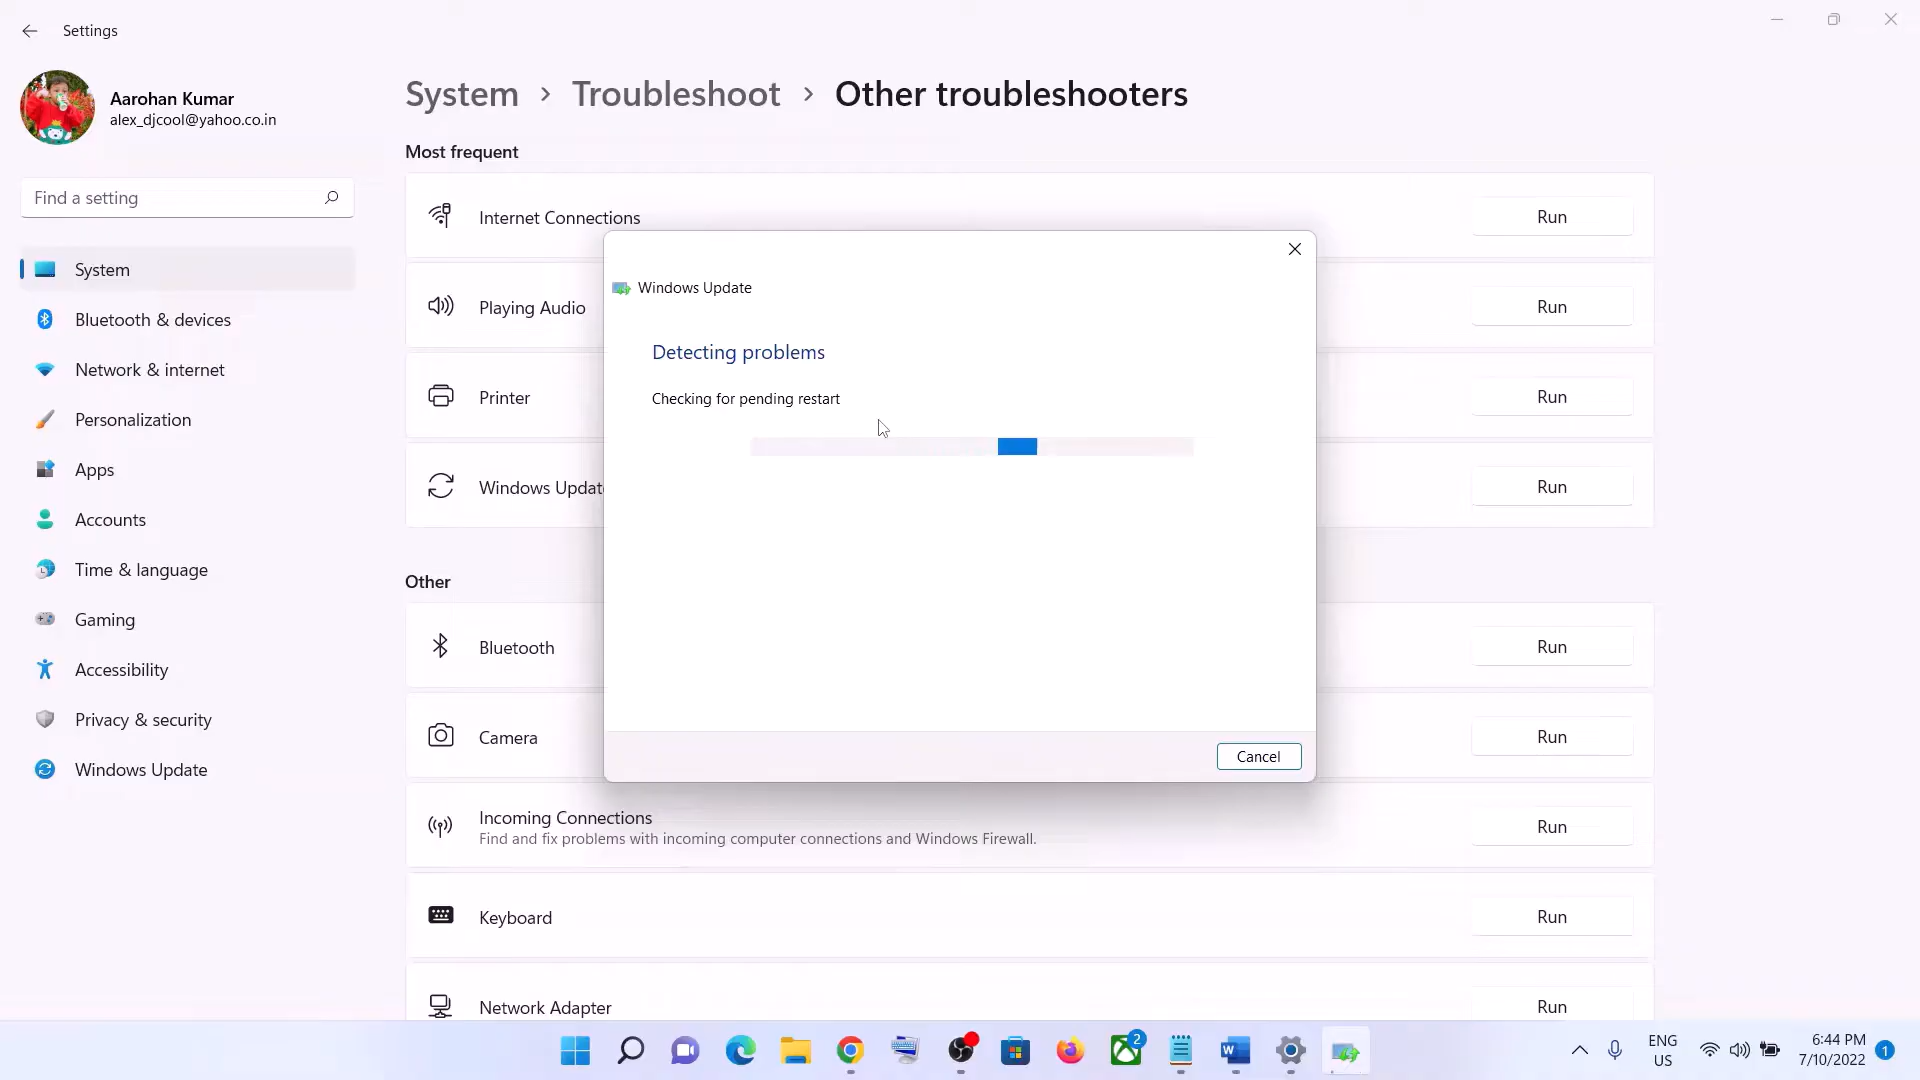 Settings
Aarohan Kumar
alex_djcool@yahoo.co.in
Find a setting
System
Bluetooth & devices
Network & internet
Personalization
Apps
Accounts
Time & language
Gaming
Accessibility
Privacy & security
Windows Update
System > Troubleshoot > Other troubleshooters
Most frequent
Internet Connections
Run
Playing Audio
Run
Printer
Run
Windows Update
Run
Windows Update
Detecting problems
Checking for pending restart
Cancel
Other
Bluetooth
Run
Camera
Run
Incoming Connections
Find and fix problems with incoming computer connections and Windows Firewall.
Run
Keyboard
Run
Network Adapter
Run
2
ENG
US
6:44 PM
7/10/2022
1